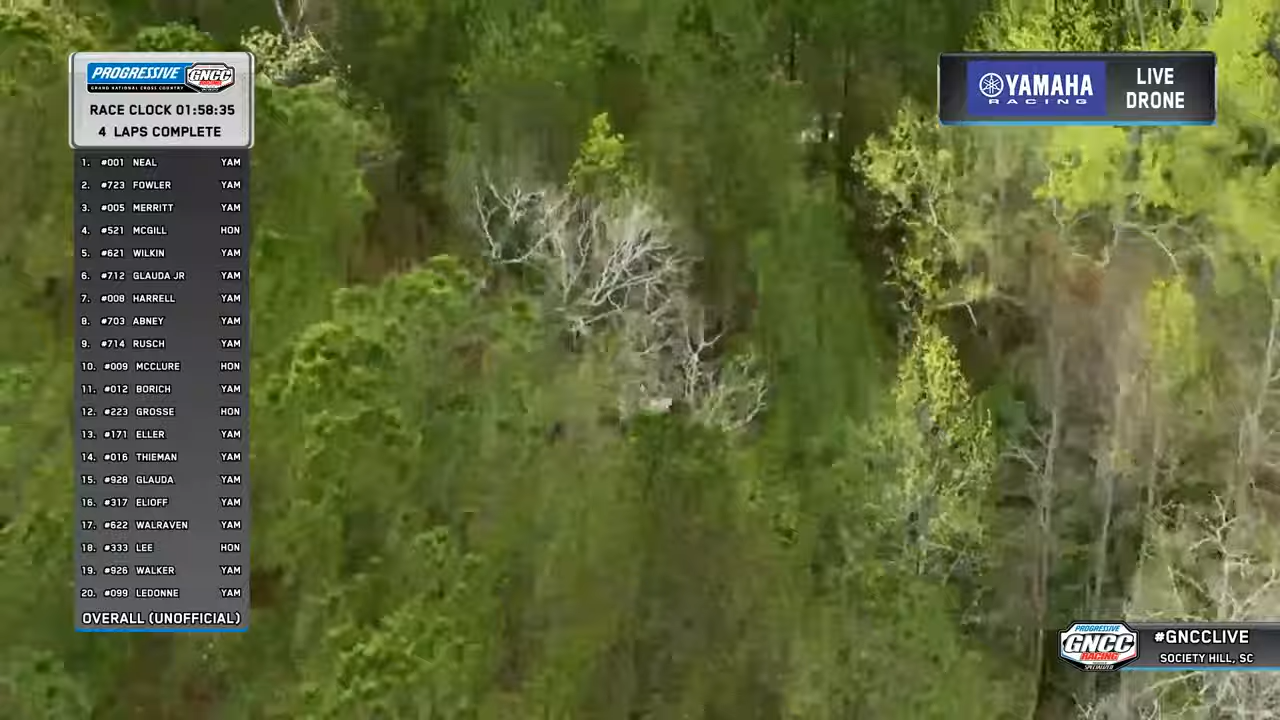 PROGRESSIVE GNCC RACING
GRAND NATIONAL CROSS COUNTRY
RACE CLOCK 01:58:35
4 LAPS COMPLETE
1. #001 NEAL YAM
2. #723 FOWLER YAM
3. #005 MERRITT YAM
4. #521 MCGILL HON
5. #621 WILKIN YAM
6. #712 GLAUDA JR YAM
7. #008 HARRELL YAM
8. #703 ABNEY YAM
9. #714 RUSCH YAM
10. #009 MCCLURE HON
11. #012 BORICH YAM
12. #223 GROSSE HON
13. #171 ELLER YAM
14. #016 THIEMAN YAM
15. #928 GLAUDA YAM
16. #317 ELIOFF YAM
17. #622 WALRAVEN YAM
18. #333 LEE HON
19. #926 WALKER YAM
20. #099 LEDONNE YAM
OVERALL (UNOFFICIAL)
YAMAHA
RACING
LIVE
DRONE
PROGRESSIVE
GNCC
RACING
SPECIALIZED
#GNCCLIVE
SOCIETY HILL, SC